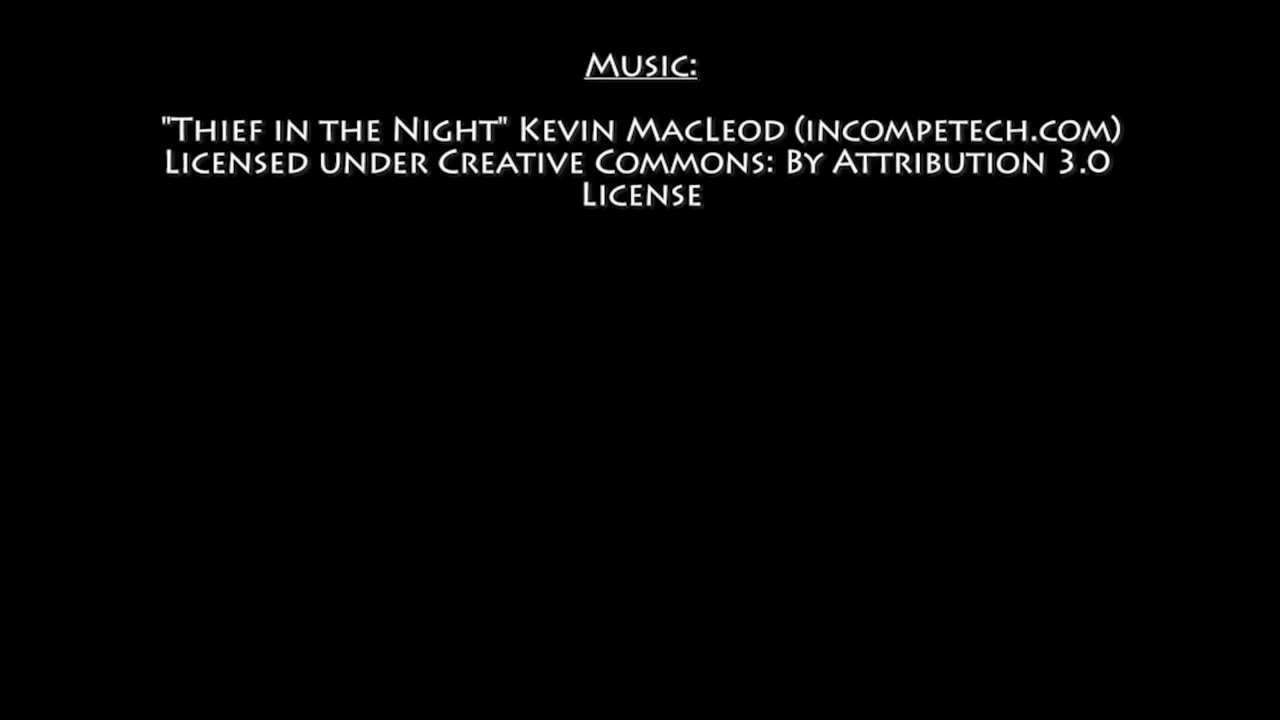 Music:
"Thief in the Night" Kevin MacLeod (incompetech.com)
Licensed under Creative Commons: By Attribution 3.0
License